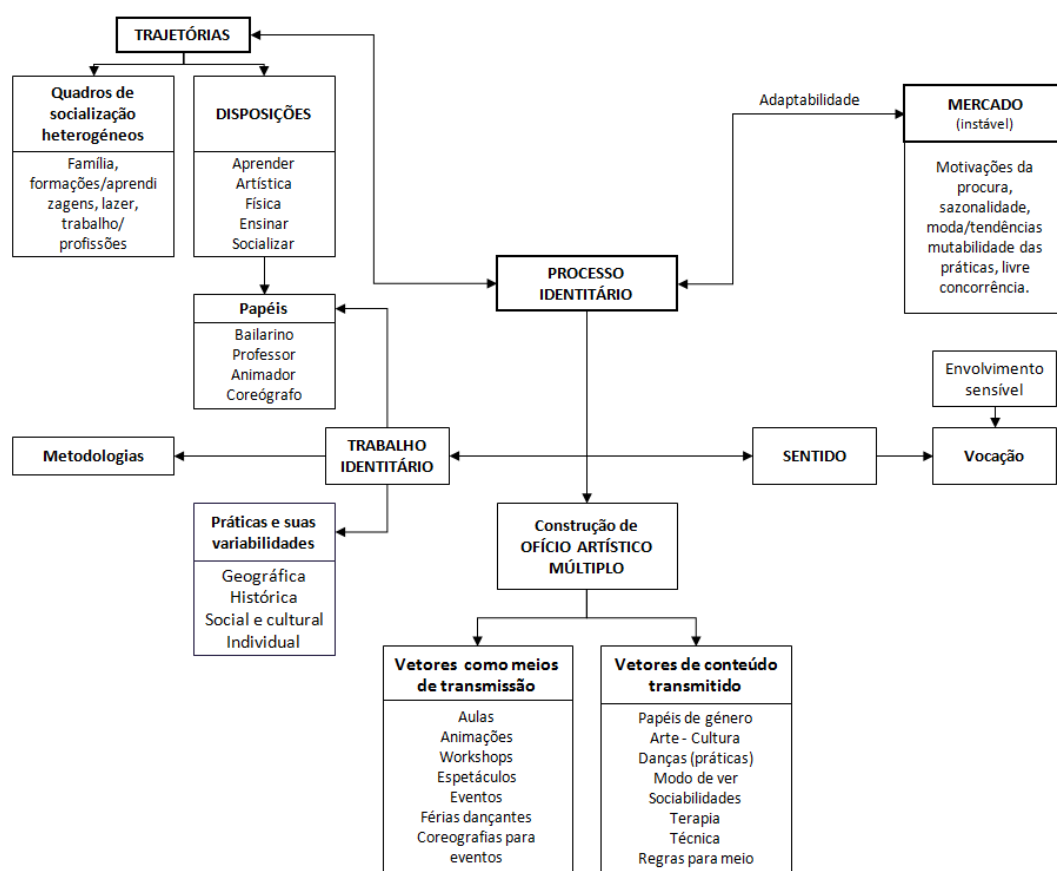 TRAJETÓRIAS
Quadros de
socialização
heterogéneos
Família,
formações/aprendi
zagens, lazer,
trabalho/
profissões
DISPOSIÇÕES
Aprender
Artística
Física
Ensinar
Socializar
Adaptabilidade
MERCADO
(instável)
Motivações da
procura,
sazonalidade,
moda/tendências
mutabilidade das
práticas, livre
concorrência.
PROCESSO
IDENTITÁRIO
Papéis
Bailarino
Professor
Animador
Coreógrafo
Envolvimento
sensível
Metodologias
TRABALHO
IDENTITÁRIO
SENTIDO
Vocação
Práticas e suas
variabilidades
Geográfica
Histórica
Social e cultural
Individual
Construção de
OFÍCIO ARTÍSTICO
MÚLTIPLO
Vetores como meios
de transmissão
Aulas
Animações
Workshops
Espetáculos
Eventos
Férias dançantes
Coreografias para
eventos
Vetores de conteúdo
transmitido
Papéis de género
Arte - Cultura
Danças (práticas)
Modo de ver
Sociabilidades
Terapia
Técnica
Regras para meio